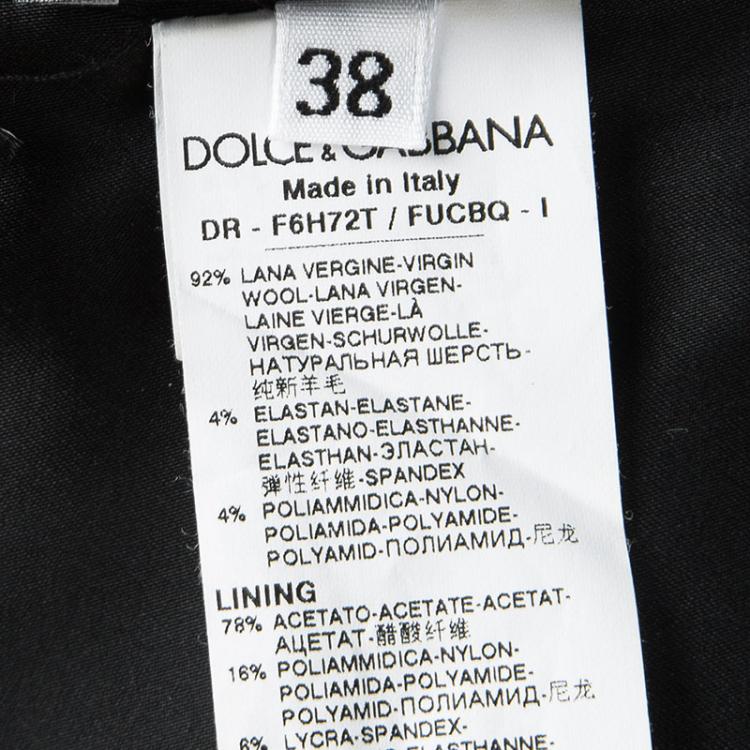 38
DOLCE & GABBANA
Made in Italy
DR - F6H72T / FUCBQ - I
92% LANA VERGINE-VIRGIN
WOOL-LANA VIRGEN-
LAINE VIERGE-LÀ
VIRGEN-SCHURWOLLE-
НАТУРАЛЬНАЯ ШЕРСТЬ-
纯新羊毛
4% ELASTAN-ELASTANE-
ELASTANO-ELASTHANNE-
ELASTHAN-ЭЛАСТАН-
弹性纤维-SPANDEX
4% POLIAMMIDICA-NYLON-
POLIAMIDA-POLYAMIDE-
POLYAMID-ПОЛИАМИД-尼龙
LINING
78% ACETATO-ACETATE-ACETAT-
АЦЕТАТ-醋酸纤维
16% POLIAMMIDICA-NYLON-
POLIAMIDA-POLYAMIDE-
POLYAMID-ПОЛИАМИД-尼龙
6% LYCRA-SPANDEX-
ELASTHANNE-